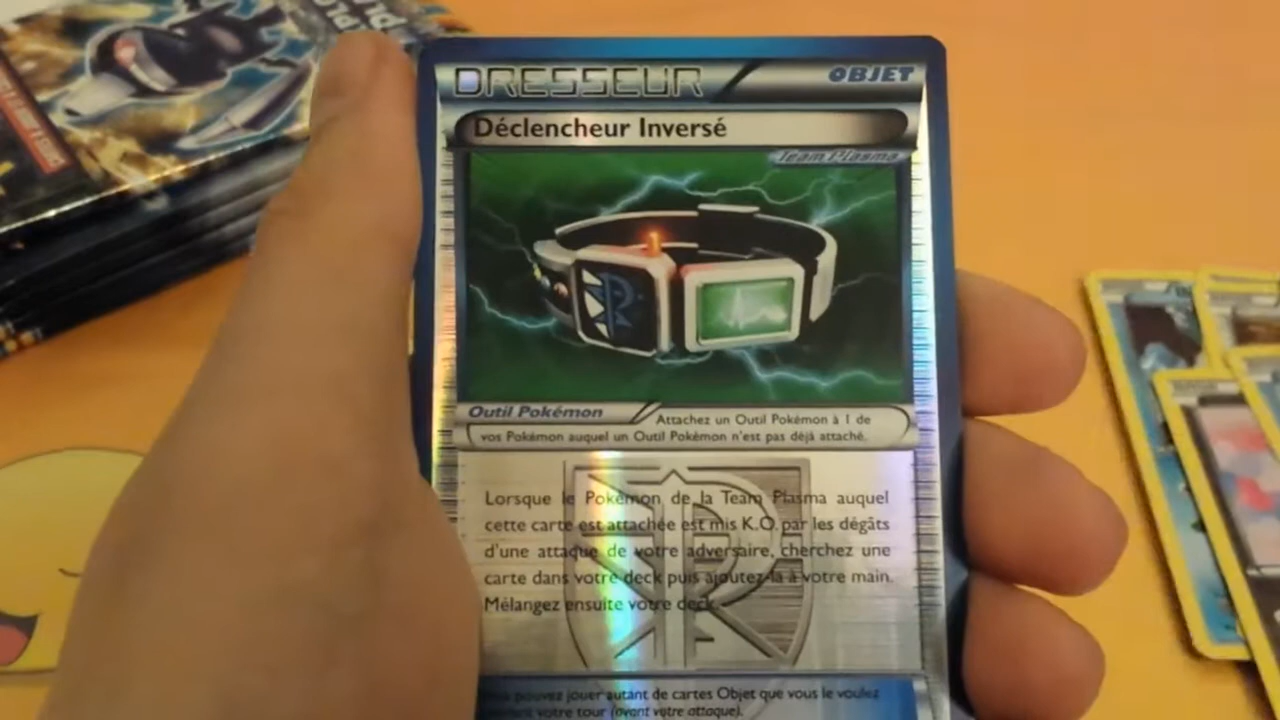 DRESSEUR
OBJET
Déclencheur Inversé
Team Plasma
Outil Pokémon
Attachez un Outil Pokémon à 1 de
vos Pokémon auquel un Outil Pokémon n'est pas déjà attaché.
Lorsque le Pokémon de la Team Plasma auquel
cette carte est attachée est mis K.O. par les dégâts
d'une attaque de votre adversaire, cherchez une
carte dans votre deck puis ajoutez-la à votre main.
Mélangez ensuite votre deck.
pouvez jouer autant de cartes Objet que vous le voulez
votre tour (avant votre attaque).